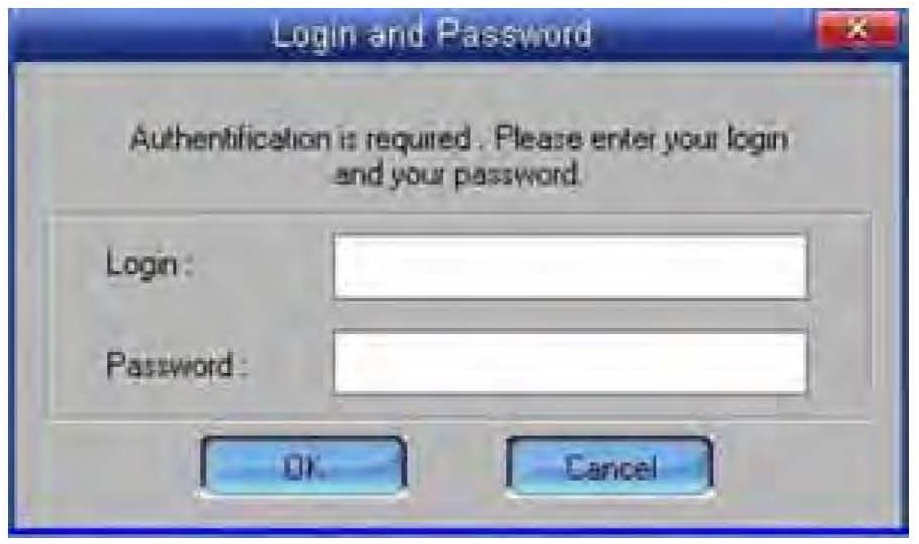 Login and Password
Authentification is required . Please enter your login
and your password.
Login :
Password :
OK
Cancel